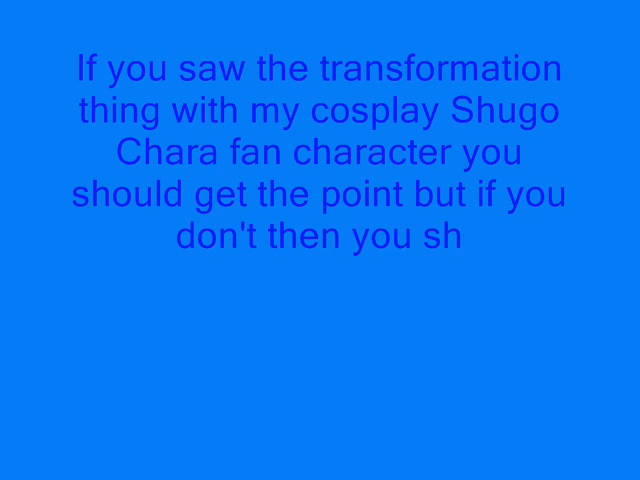 If you saw the transformation
thing with my cosplay Shugo
Chara fan character you
should get the point but if you
don't then you sh